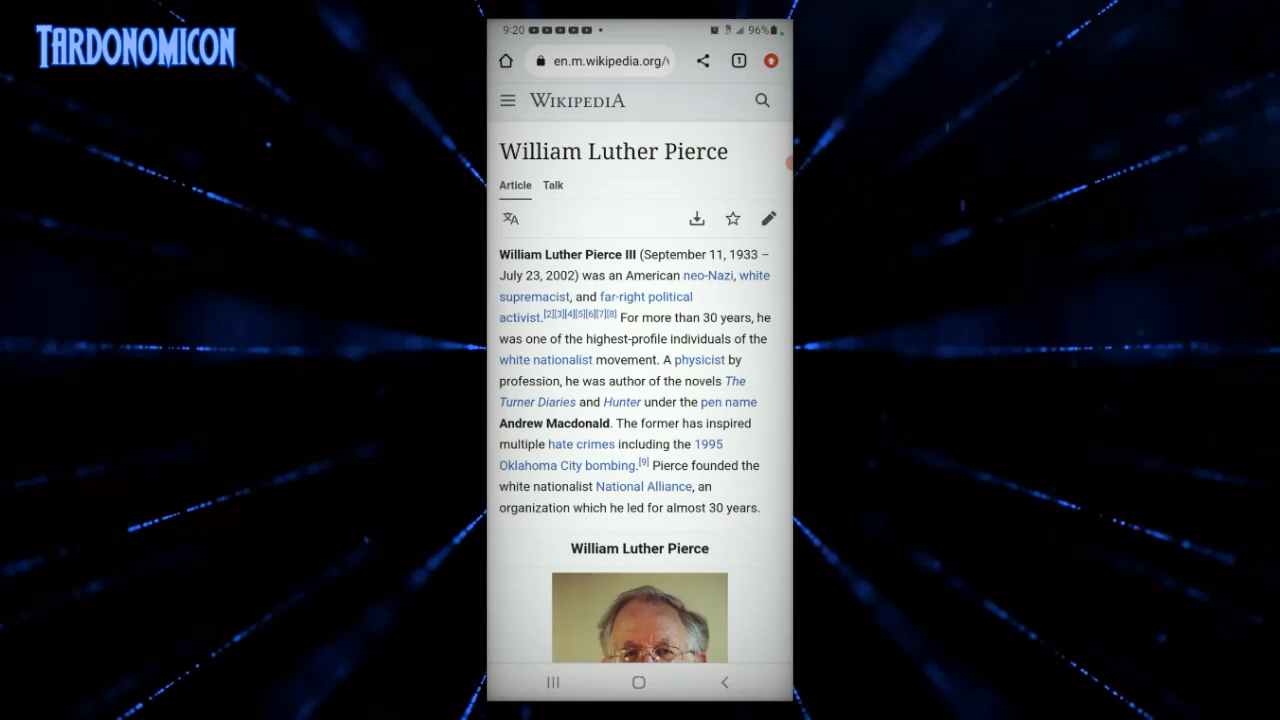 TARDONOMICON
9:20
96%
en.m.wikipedia.org/
1
WIKIPEDIA
William Luther Pierce
Article Talk
William Luther Pierce III (September 11, 1933 –
July 23, 2002) was an American neo-Nazi, white
supremacist, and far-right political
activist.[2][3][4][5][6][7][8] For more than 30 years, he
was one of the highest-profile individuals of the
white nationalist movement. A physicist by
profession, he was author of the novels The
Turner Diaries and Hunter under the pen name
Andrew Macdonald. The former has inspired
multiple hate crimes including the 1995
Oklahoma City bombing.[9] Pierce founded the
white nationalist National Alliance, an
organization which he led for almost 30 years.
William Luther Pierce